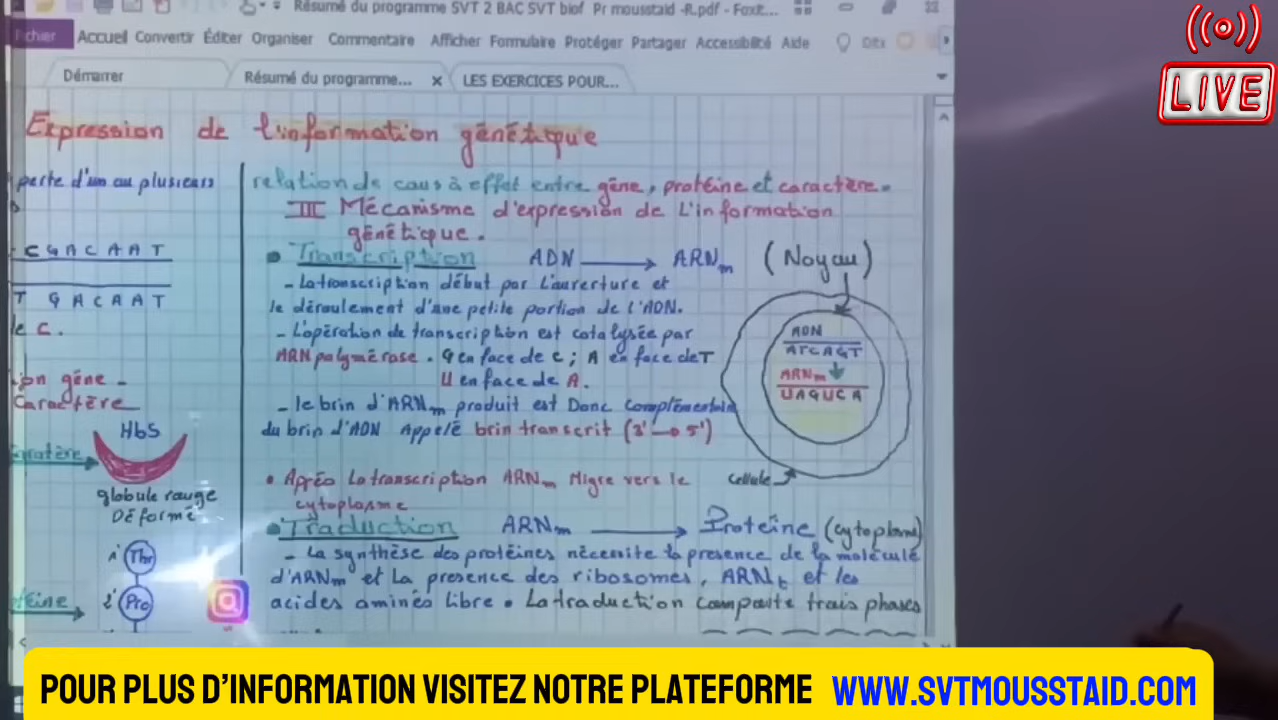 Résumé du programme SVT 2 BAC SVT biof Pr mousstaid -R.pdf - Foxit...
Fichier Accueil Convertir Éditer Organiser Commentaire Afficher Formulaire Protéger Partager Accessibilité Aide
Démarrer Résumé du programme... LES EXERCICES POUR...
LIVE
Expression de l'information génétique
perte d'un ou plusieurs
CGACAAT
T GACAAT
le C.
gène -
Caractère
HbS
globule rouge
Déformé
1' Thr
2' Pro
relation de caus à effet entre gêne, protéine et caractère.
III Mécanisme d'expression de L'information
génétique.
• Transcription ADN → ARNm (Noyau)
- La transcription début par L'ouverture et
le déroulement d'une petite portion de l'ADN.
- L'opération de transcription est catalysée par
ARN polymérase. G en face de C ; A en face de T
U en face de A.
- le brin d'ARNm produit est Donc complémentaire
du brin d'ADN Appelé brin transcrit (3' → 5')
ADN
ATCAGT
ARNm
UAGUCA
cellule
• Après La transcription ARNm Migre vers le
cytoplasme
• Traduction ARNm → Protéine (cytoplasme)
- La synthèse des protéines nécessite la presence de la molécule
d'ARNm et La presence des ribosomes, ARNt et les
acides aminés libre. La traduction comporte trois phases
POUR PLUS D'INFORMATION VISITEZ NOTRE PLATEFORME WWW.SVTMOUSSTAID.COM